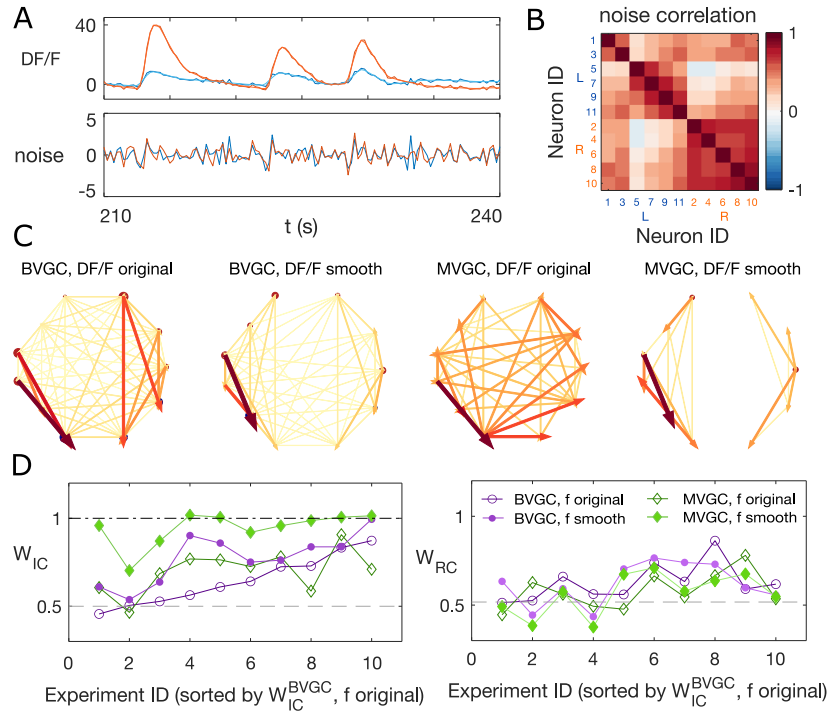 A
DF/F
40
0
noise
5
0
-5
210
240
t (s)
B
noise correlation
Neuron ID
L
R
1
3
5
7
9
11
2
4
6
8
10
1 3 5 7 9 11 2 4 6 8 10
L R
Neuron ID
1
0
-1
C
BVGC, DF/F original
BVGC, DF/F smooth
MVGC, DF/F original
MVGC, DF/F smooth
D
W_IC
1
0.5
0 2 4 6 8 10
Experiment ID (sorted by W_IC^BVGC, f original)
W_RC
1
0.5
BVGC, f original
BVGC, f smooth
MVGC, f original
MVGC, f smooth
0 2 4 6 8 10
Experiment ID (sorted by W_IC^BVGC, f original)